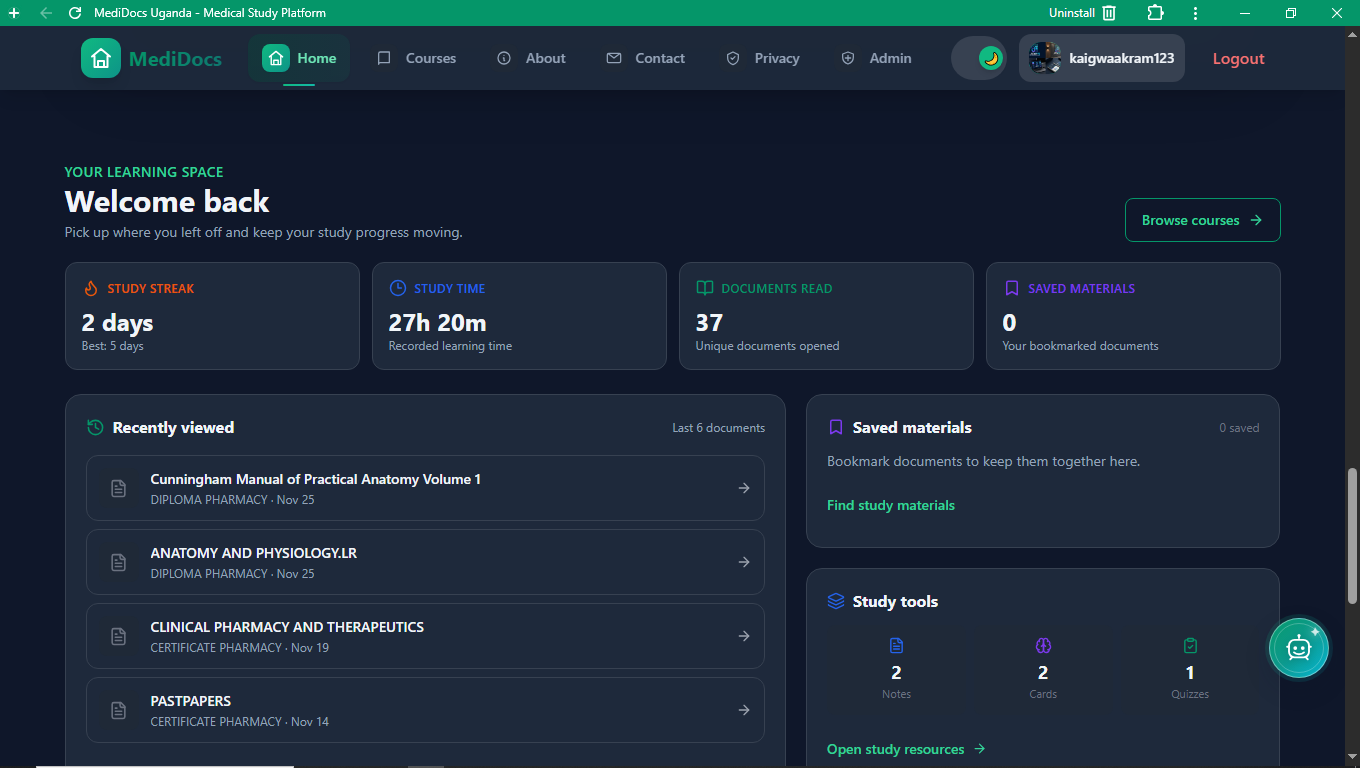 MediDocs Uganda - Medical Study Platform
Uninstall
MediDocs
Home
Courses
About
Contact
Privacy
Admin
kaigwaakram123
Logout
YOUR LEARNING SPACE
Welcome back
Pick up where you left off and keep your study progress moving.
Browse courses
STUDY STREAK
2 days
Best: 5 days
STUDY TIME
27h 20m
Recorded learning time
DOCUMENTS READ
37
Unique documents opened
SAVED MATERIALS
0
Your bookmarked documents
Recently viewed
Last 6 documents
Cunningham Manual of Practical Anatomy Volume 1
DIPLOMA PHARMACY · Nov 25
ANATOMY AND PHYSIOLOGY.LR
DIPLOMA PHARMACY · Nov 25
CLINICAL PHARMACY AND THERAPEUTICS
CERTIFICATE PHARMACY · Nov 19
PASTPAPERS
CERTIFICATE PHARMACY · Nov 14
Saved materials
0 saved
Bookmark documents to keep them together here.
Find study materials
Study tools
2
Notes
2
Cards
1
Quizzes
Open study resources